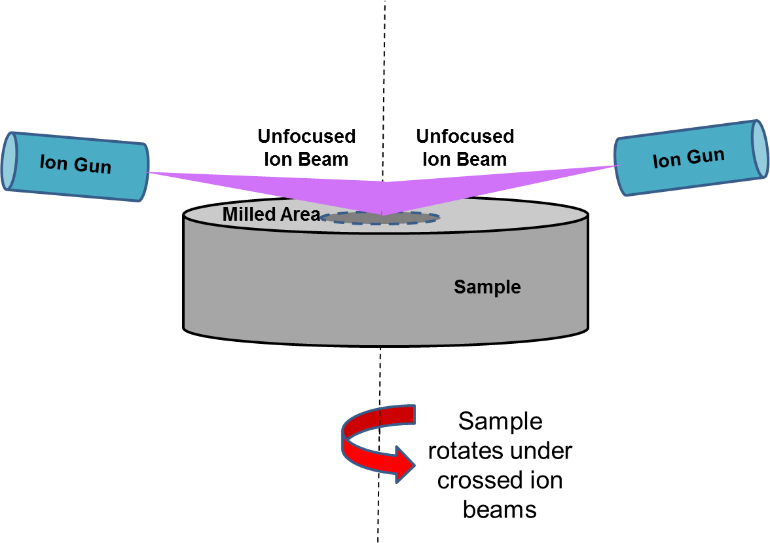 Unfocused
Ion Beam
Unfocused
Ion Beam
Ion Gun
Ion Gun
Milled Area
Sample
Sample
rotates under
crossed ion
beams